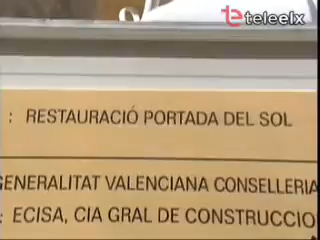 teleelx
: RESTAURACIÓ PORTADA DEL SOL
GENERALITAT VALENCIANA CONSELLERIA
: ECISA, CIA GRAL DE CONSTRUCCIO